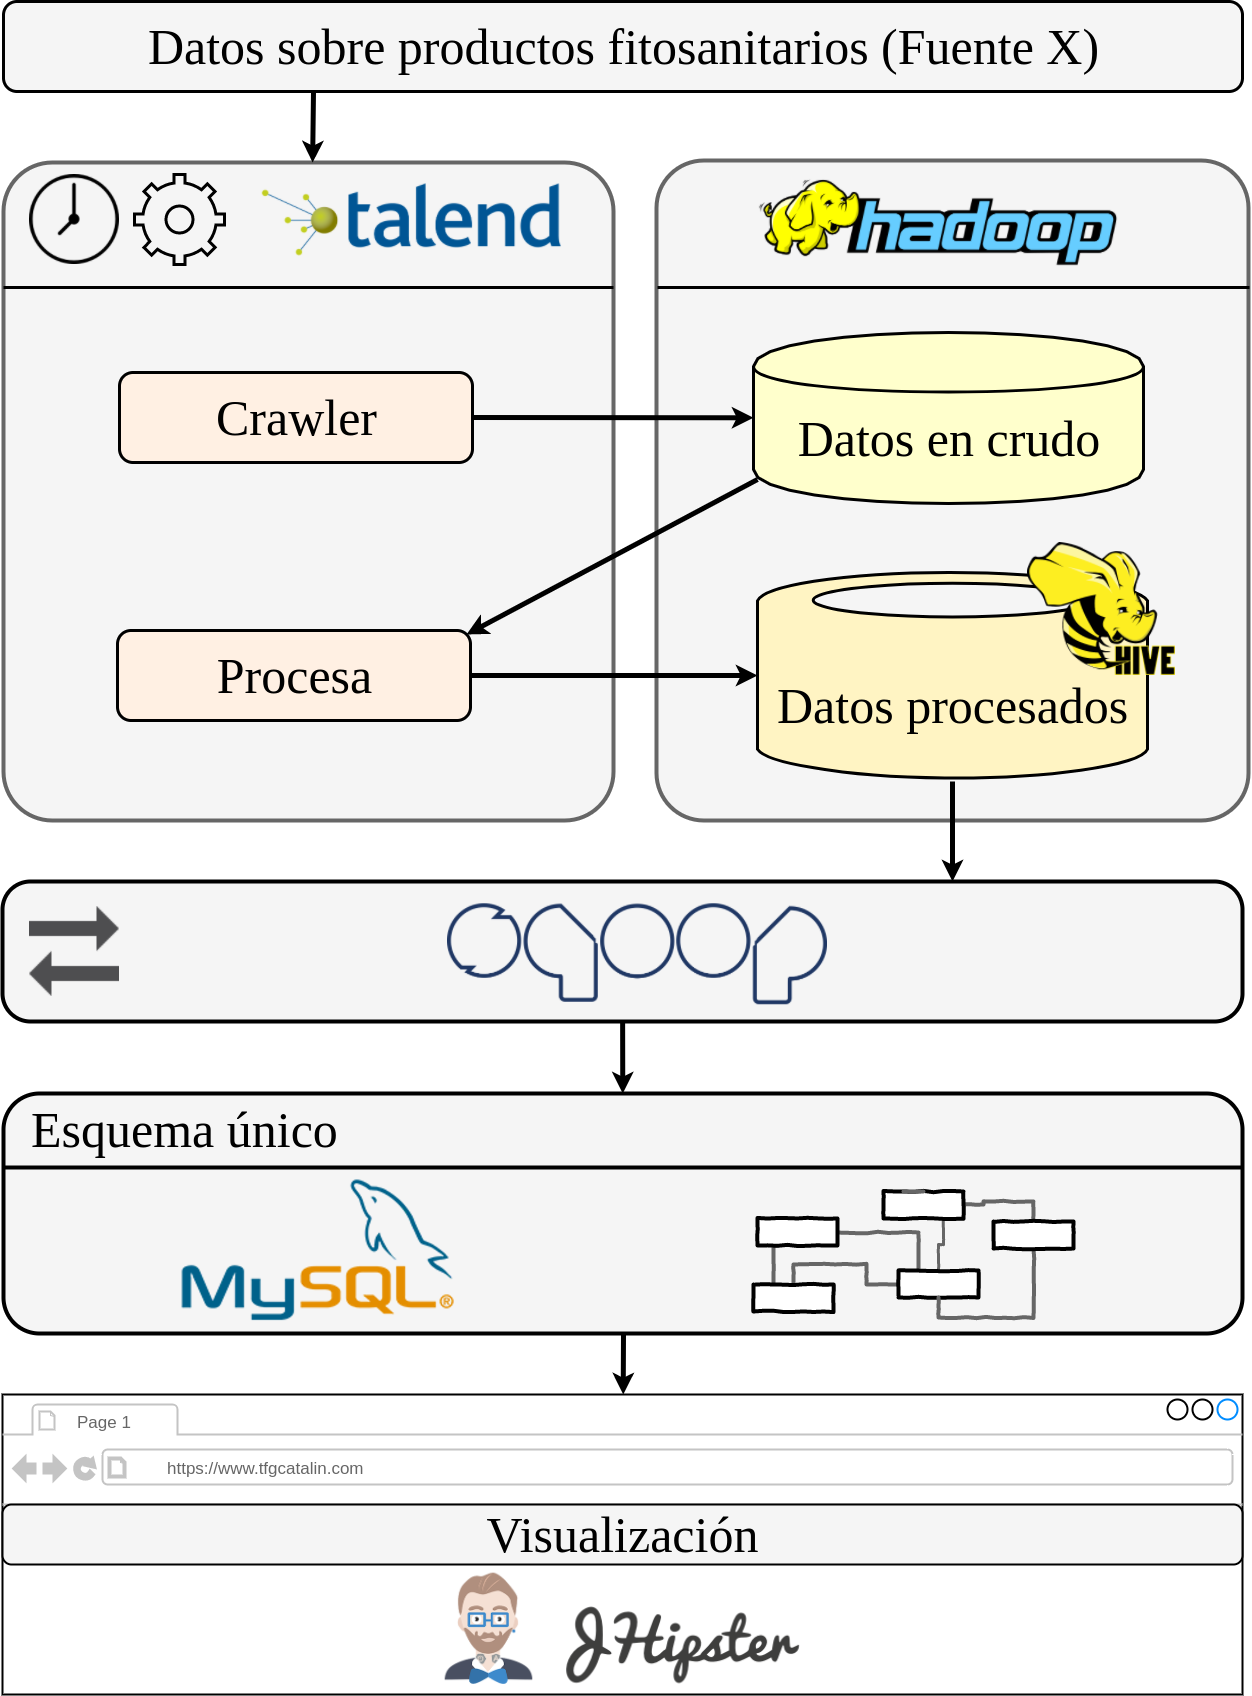 Datos sobre productos fitosanitarios (Fuente X)
talend
hadoop
Crawler
Datos en crudo
HIVE
Procesa
Datos procesados
sqoop
Esquema único
MySQL®
Page 1
https://www.tfgcatalin.com
Visualización
JHipster